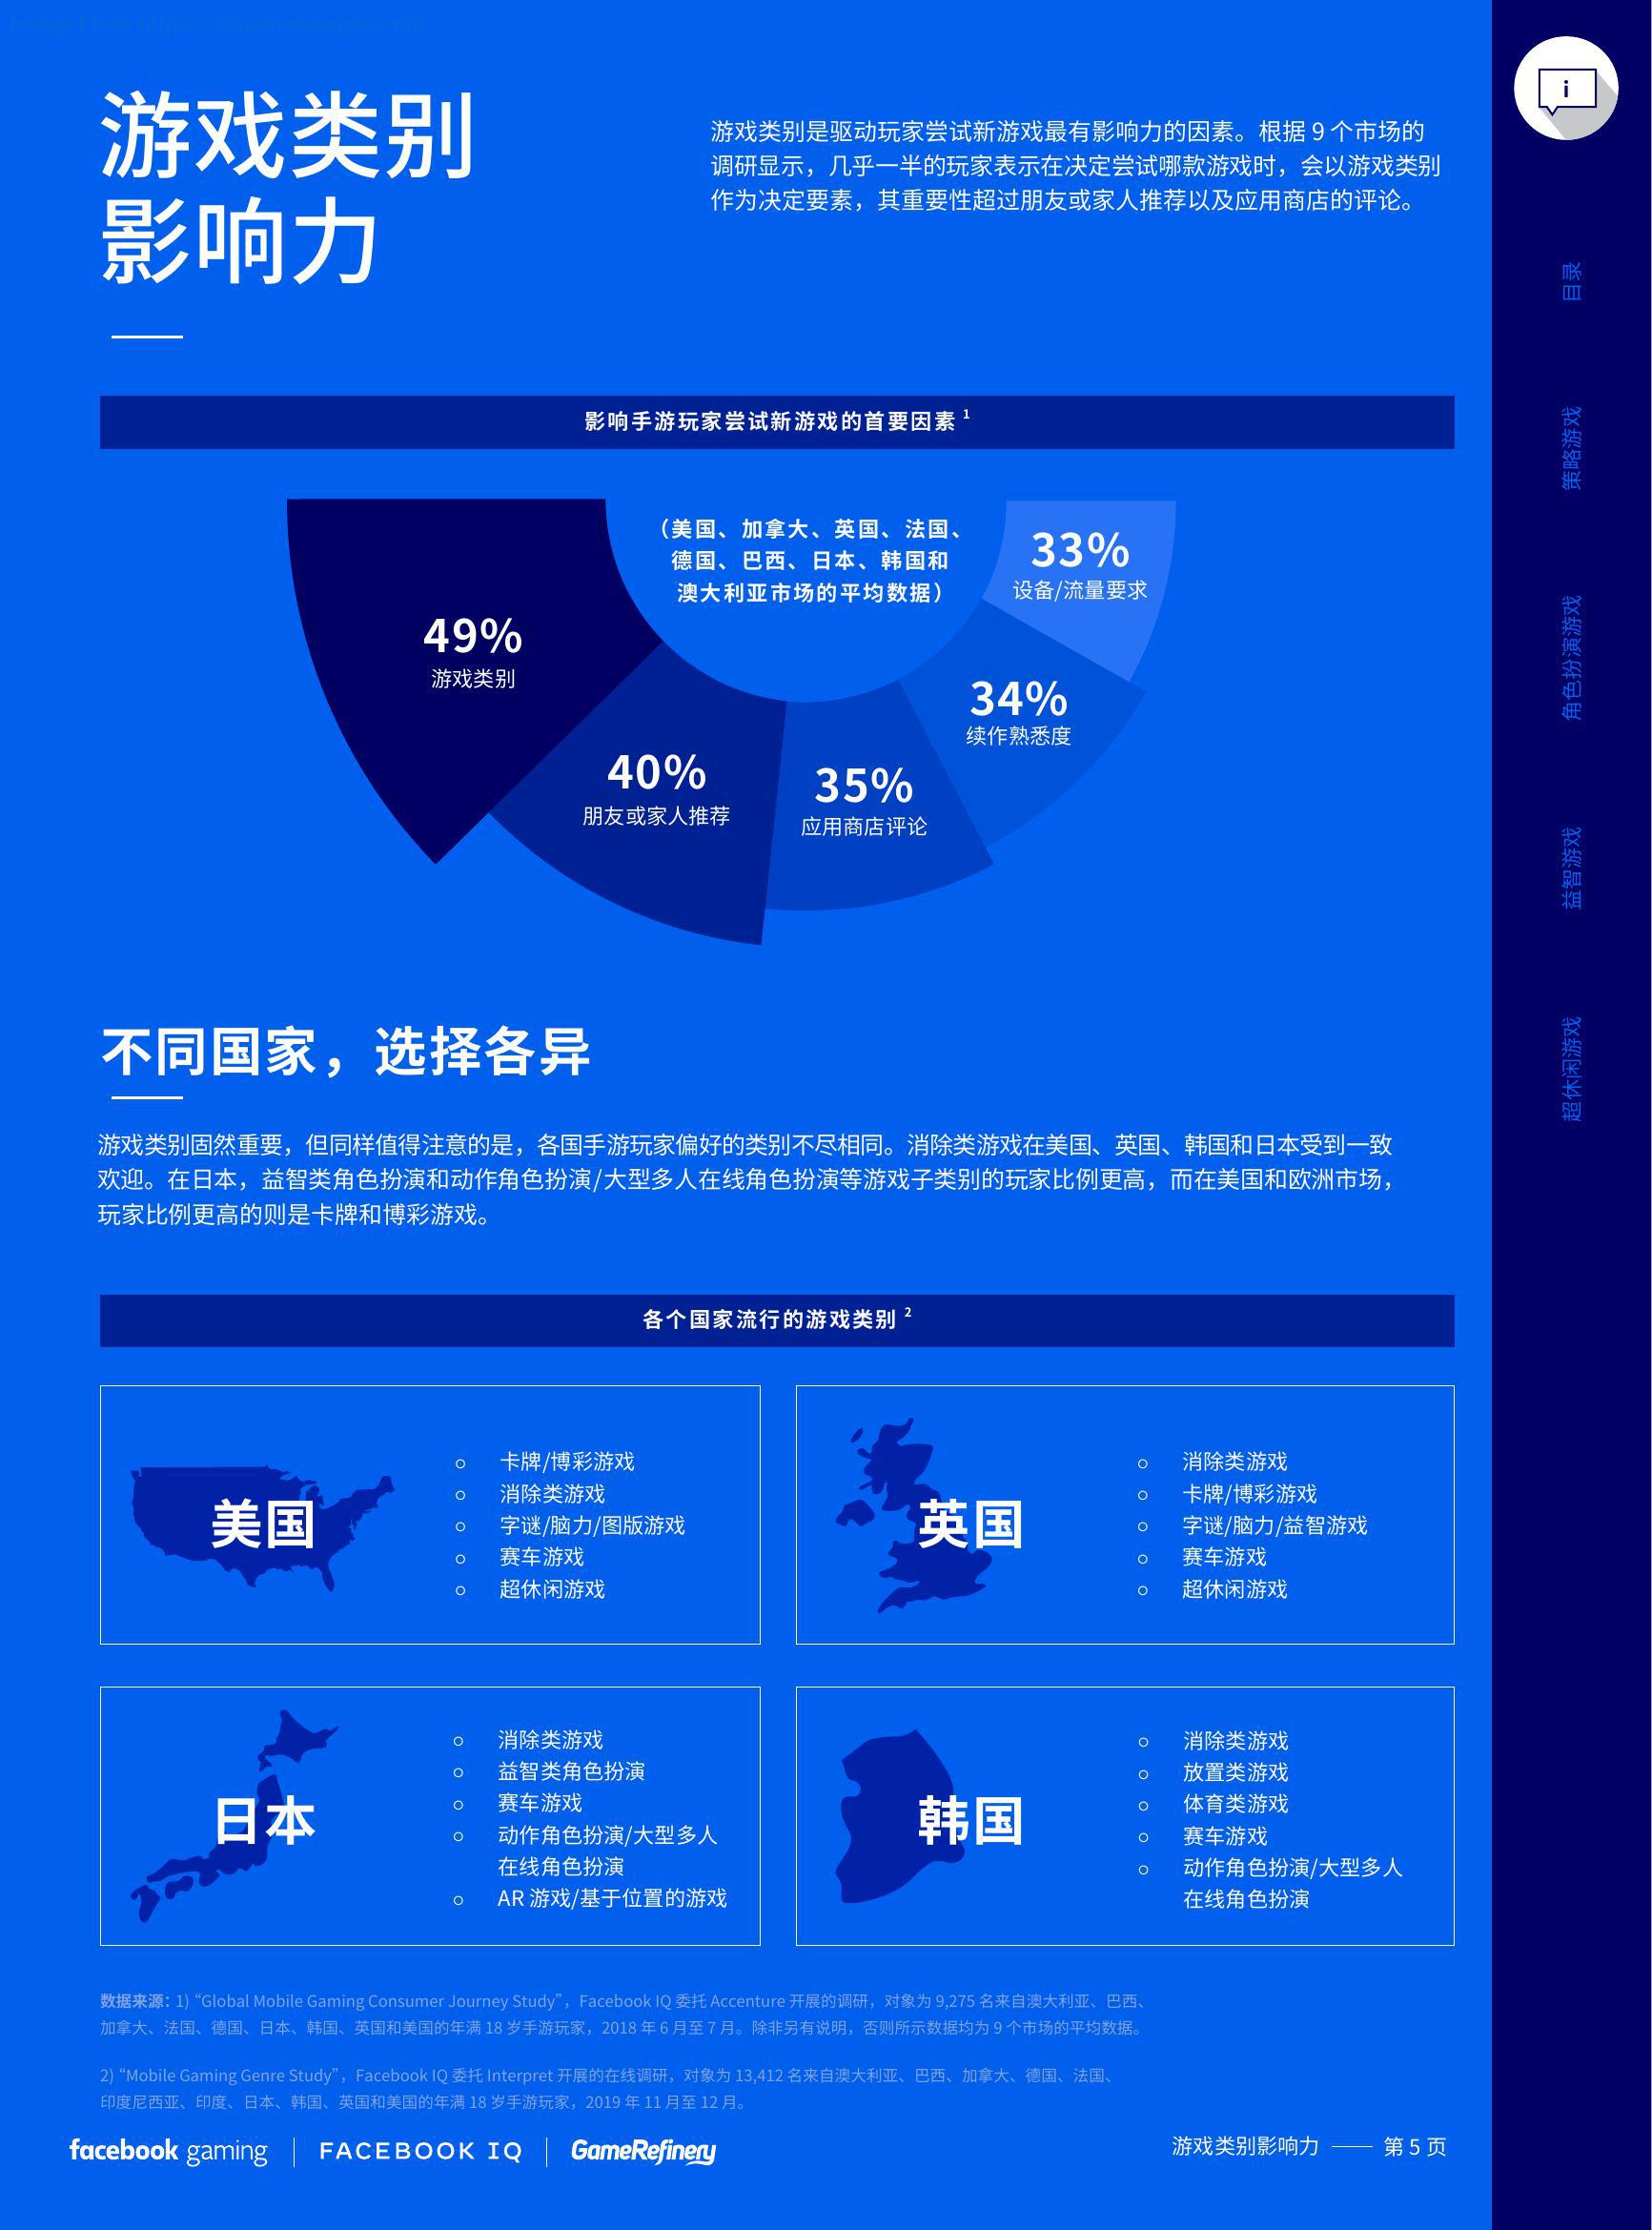 游戏类别
影响力
游戏类别是驱动玩家尝试新游戏最有影响力的因素。根据 9 个市场的
调研显示，几乎一半的玩家表示在决定尝试哪款游戏时，会以游戏类别
作为决定要素，其重要性超过朋友或家人推荐以及应用商店的评论。
影响手游玩家尝试新游戏的首要因素 1
（美国、加拿大、英国、法国、
德国、巴西、日本、韩国和
澳大利亚市场的平均数据）
49%
游戏类别
40%
朋友或家人推荐
35%
应用商店评论
34%
续作熟悉度
33%
设备/流量要求
不同国家，选择各异
游戏类别固然重要，但同样值得注意的是，各国手游玩家偏好的类别不尽相同。消除类游戏在美国、英国、韩国和日本受到一致
欢迎。在日本，益智类角色扮演和动作角色扮演/大型多人在线角色扮演等游戏子类别的玩家比例更高，而在美国和欧洲市场，
玩家比例更高的则是卡牌和博彩游戏。
各个国家流行的游戏类别 2
美国
卡牌/博彩游戏
消除类游戏
字谜/脑力/图版游戏
赛车游戏
超休闲游戏
英国
消除类游戏
卡牌/博彩游戏
字谜/脑力/益智游戏
赛车游戏
超休闲游戏
日本
消除类游戏
益智类角色扮演
赛车游戏
动作角色扮演/大型多人
在线角色扮演
AR 游戏/基于位置的游戏
韩国
消除类游戏
放置类游戏
体育类游戏
赛车游戏
动作角色扮演/大型多人
在线角色扮演
数据来源：1) “Global Mobile Gaming Consumer Journey Study”，Facebook IQ 委托 Accenture 开展的调研，对象为 9,275 名来自澳大利亚、巴西、
加拿大、法国、德国、日本、韩国、英国和美国的年满 18 岁手游玩家，2018 年 6 月至 7 月。除非另有说明，否则所示数据均为 9 个市场的平均数据。
2) “Mobile Gaming Genre Study”，Facebook IQ 委托 Interpret 开展的在线调研，对象为 13,412 名来自澳大利亚、巴西、加拿大、德国、法国、
印度尼西亚、印度、日本、韩国、英国和美国的年满 18 岁手游玩家，2019 年 11 月至 12 月。
facebook gaming
FACEBOOK IQ
GameRefinery
游戏类别影响力 —— 第 5 页
i
目录
策略游戏
角色扮演游戏
益智游戏
超休闲游戏